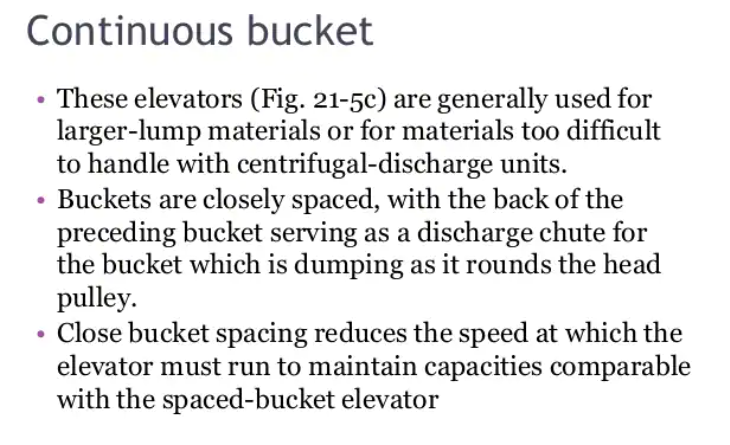 Continuous bucket
• These elevators (Fig. 21-5c) are generally used for
larger-lump materials or for materials too difficult
to handle with centrifugal-discharge units.
• Buckets are closely spaced, with the back of the
preceding bucket serving as a discharge chute for
the bucket which is dumping as it rounds the head
pulley.
• Close bucket spacing reduces the speed at which the
elevator must run to maintain capacities comparable
with the spaced-bucket elevator